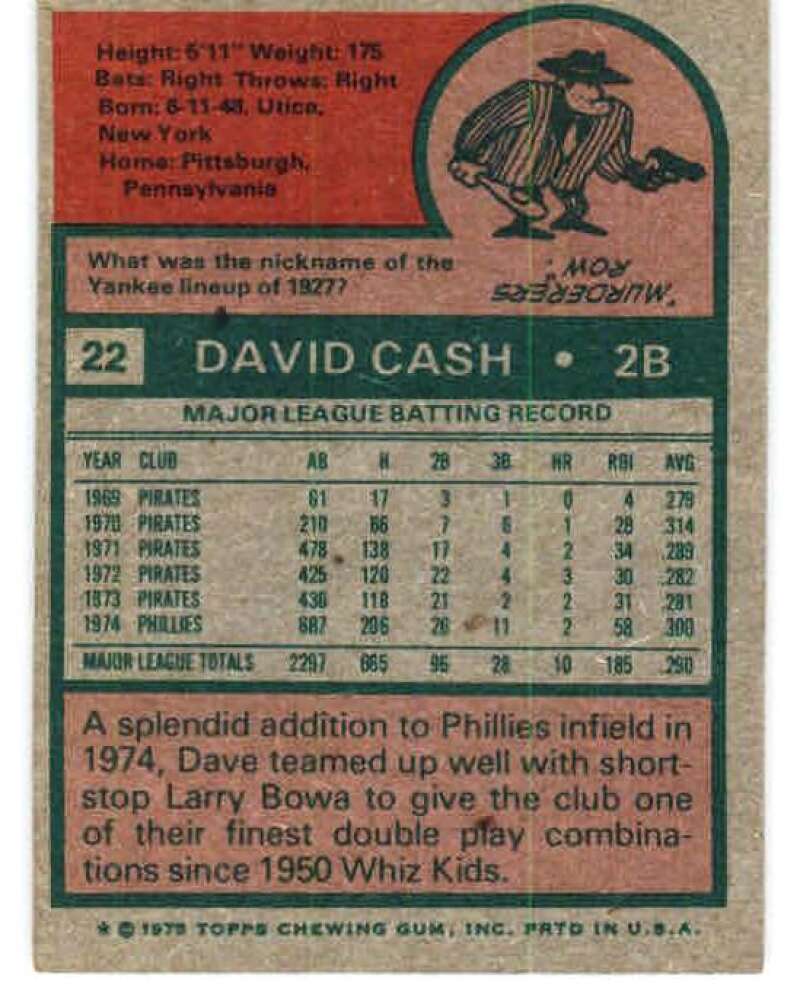 Height: 5'11" Weight: 175
Bats: Right Throws: Right
Born: 6-11-48, Utica,
New York
Home: Pittsburgh,
Pennsylvania
What was the nickname of the
Yankee lineup of 1927?
"MURDERERS
ROW."
22 DAVID CASH • 2B
MAJOR LEAGUE BATTING RECORD
YEAR CLUB AB H 2B 3B HR RBI AVG
1969 PIRATES 61 17 3 1 0 4 .279
1970 PIRATES 210 66 7 6 1 28 .314
1971 PIRATES 478 138 17 4 2 34 .289
1972 PIRATES 425 120 22 4 3 30 .282
1973 PIRATES 436 118 21 2 2 31 .271
1974 PHILLIES 687 206 26 11 2 58 .300
MAJOR LEAGUE TOTALS 2297 665 96 28 10 185 .290
A splendid addition to Phillies infield in
1974, Dave teamed up well with short-
stop Larry Bowa to give the club one
of their finest double play combina-
tions since 1950 Whiz Kids.
* © 1975 TOPPS CHEWING GUM, INC. PRTD IN U.S.A.